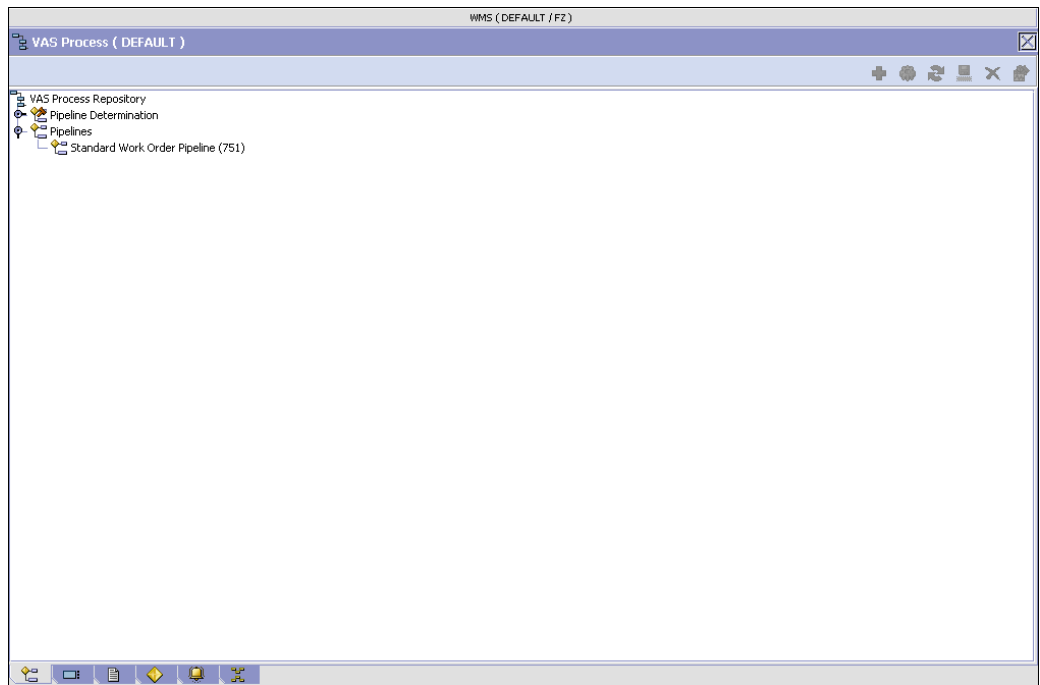 WMS ( DEFAULT / FZ )
VAS Process ( DEFAULT )
VAS Process Repository
Pipeline Determination
Pipelines
Standard Work Order Pipeline (751)